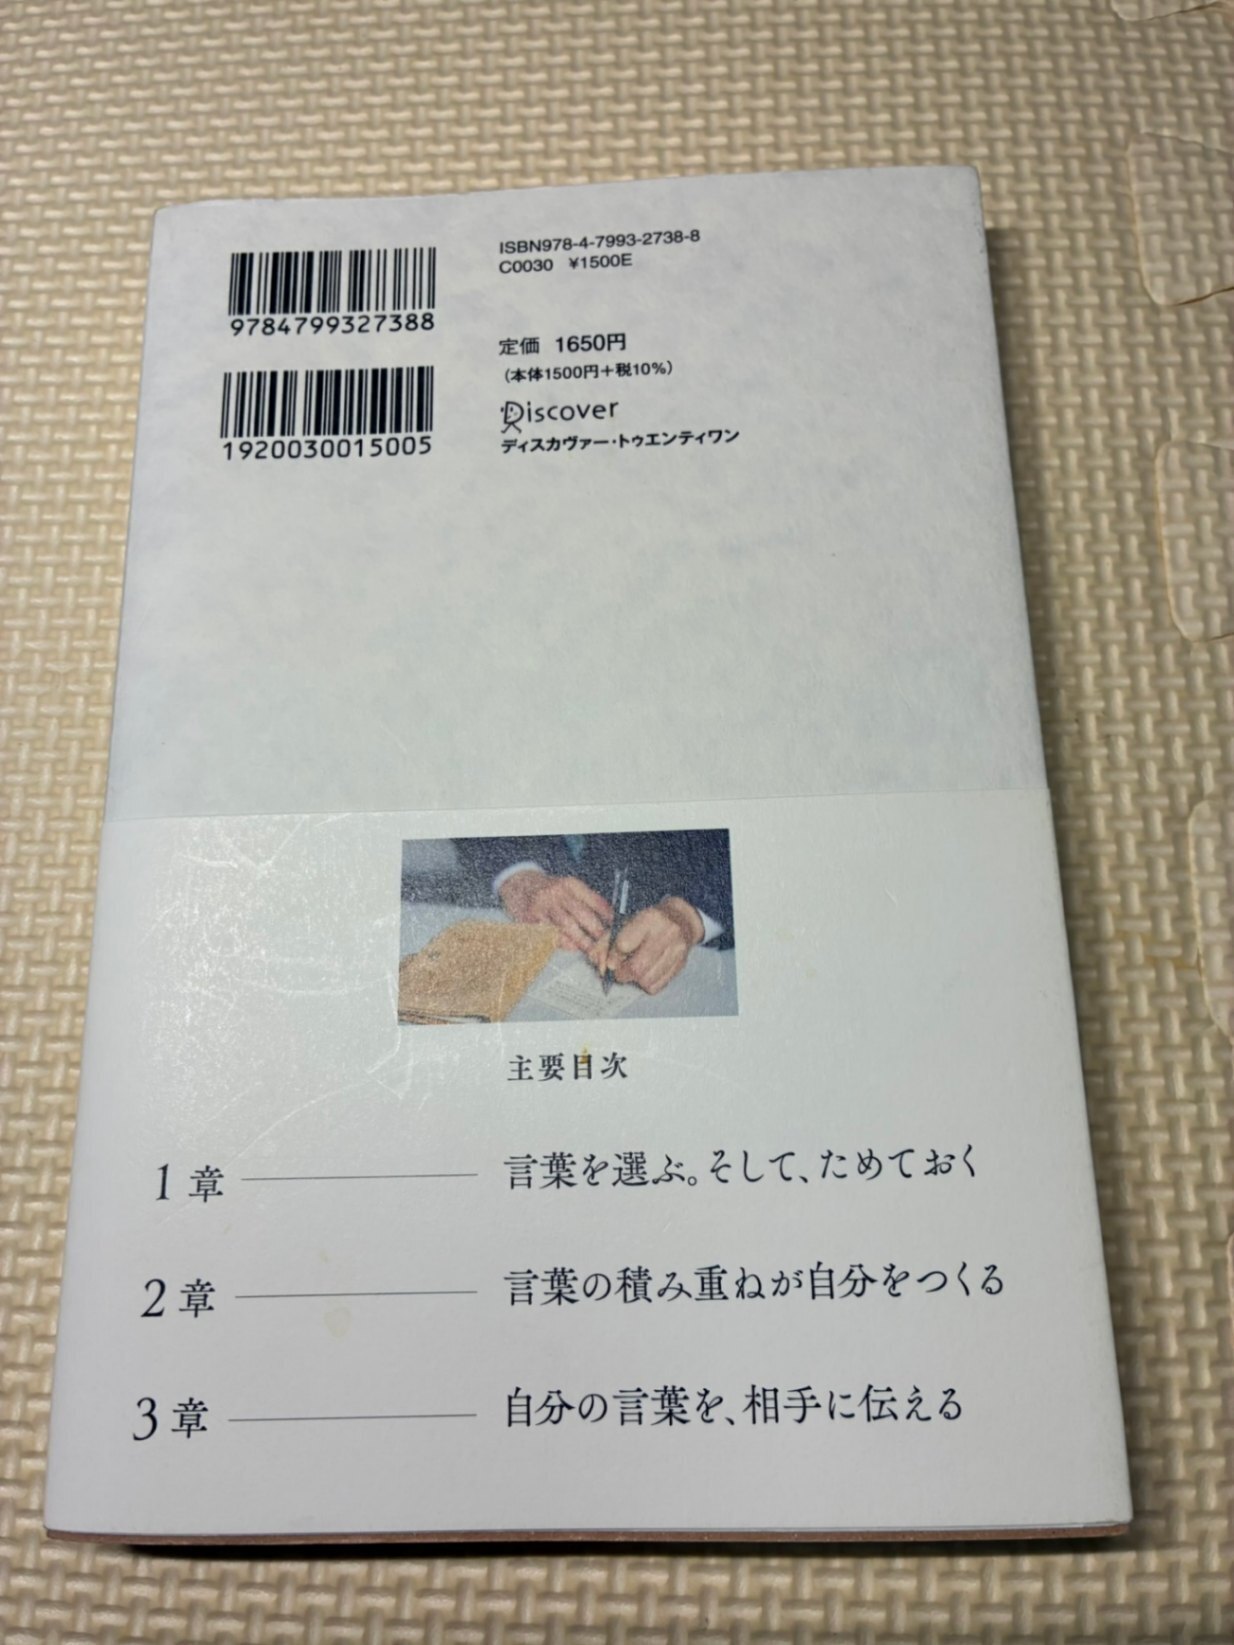 ISBN978-4-7993-2738-8
C0030 ¥1500E
9784799327388
定価 1650円
(本体1500円+税10%)
Discover
ディスカヴァー・トゥエンティワン
1920030015005
主要目次
1章 言葉を選ぶ。そして、ためておく
2章 言葉の積み重ねが自分をつくる
3章 自分の言葉を、相手に伝える